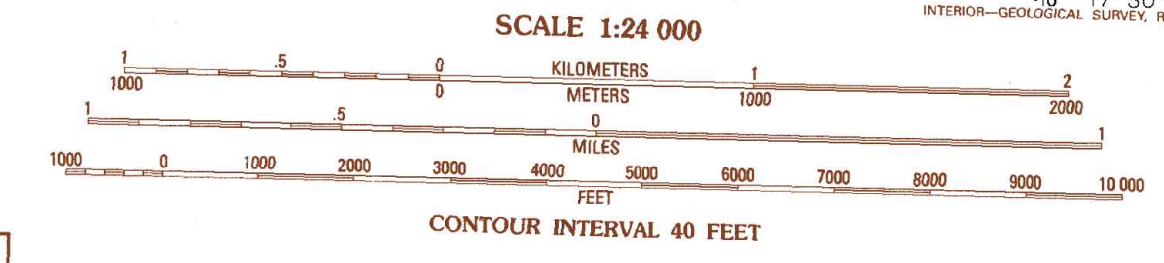 17 30
INTERIOR—GEOLOGICAL SURVEY, R
SCALE 1:24 000
1 .5 0 KILOMETERS 1 2
1000 0 METERS 1000 2000
1 .5 0 1
MILES
1000 0 1000 2000 3000 4000 5000 6000 7000 8000 9000 10 000
FEET
CONTOUR INTERVAL 40 FEET